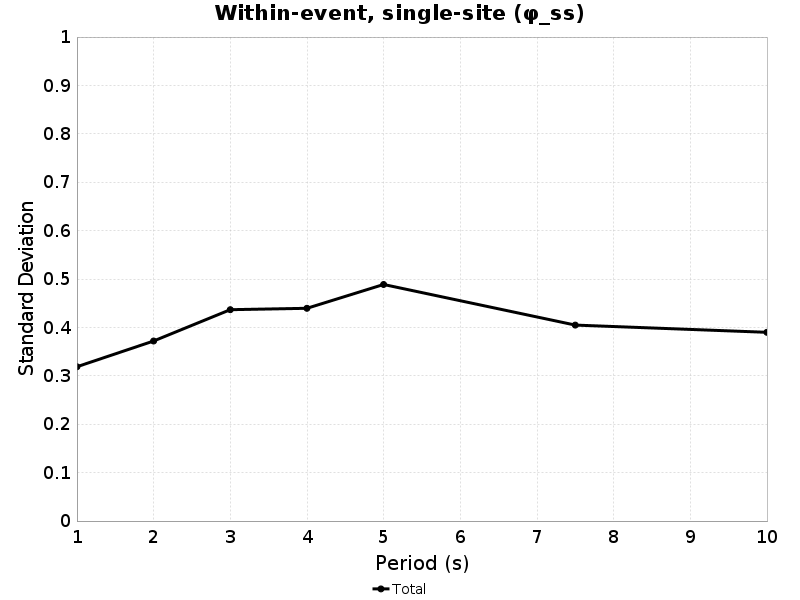 Within-event, single-site (φ_ss)
1
0.9
0.8
0.7
0.6
0.5
0.4
0.3
0.2
0.1
0
Standard Deviation
1 2 3 4 5 6 7 8 9 10
Period (s)
Total